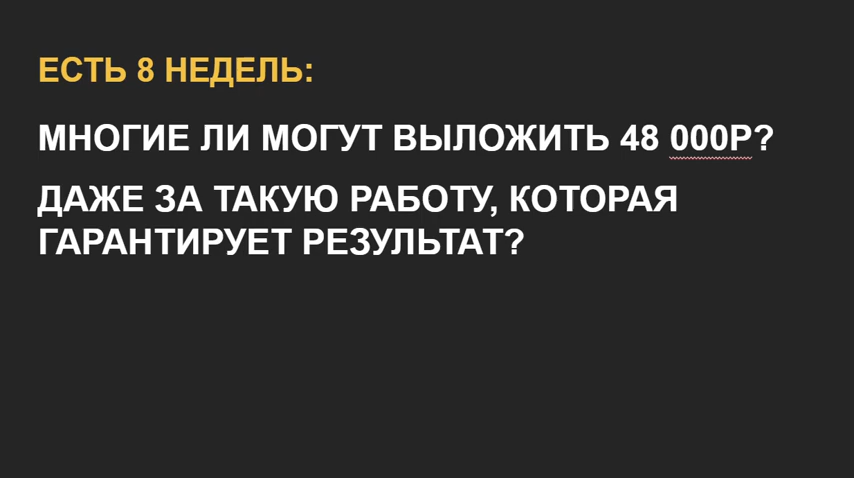 ЕСТЬ 8 НЕДЕЛЬ:
МНОГИЕ ЛИ МОГУТ ВЫЛОЖИТЬ 48 000Р?
ДАЖЕ ЗА ТАКУЮ РАБОТУ, КОТОРАЯ
ГАРАНТИРУЕТ РЕЗУЛЬТАТ?